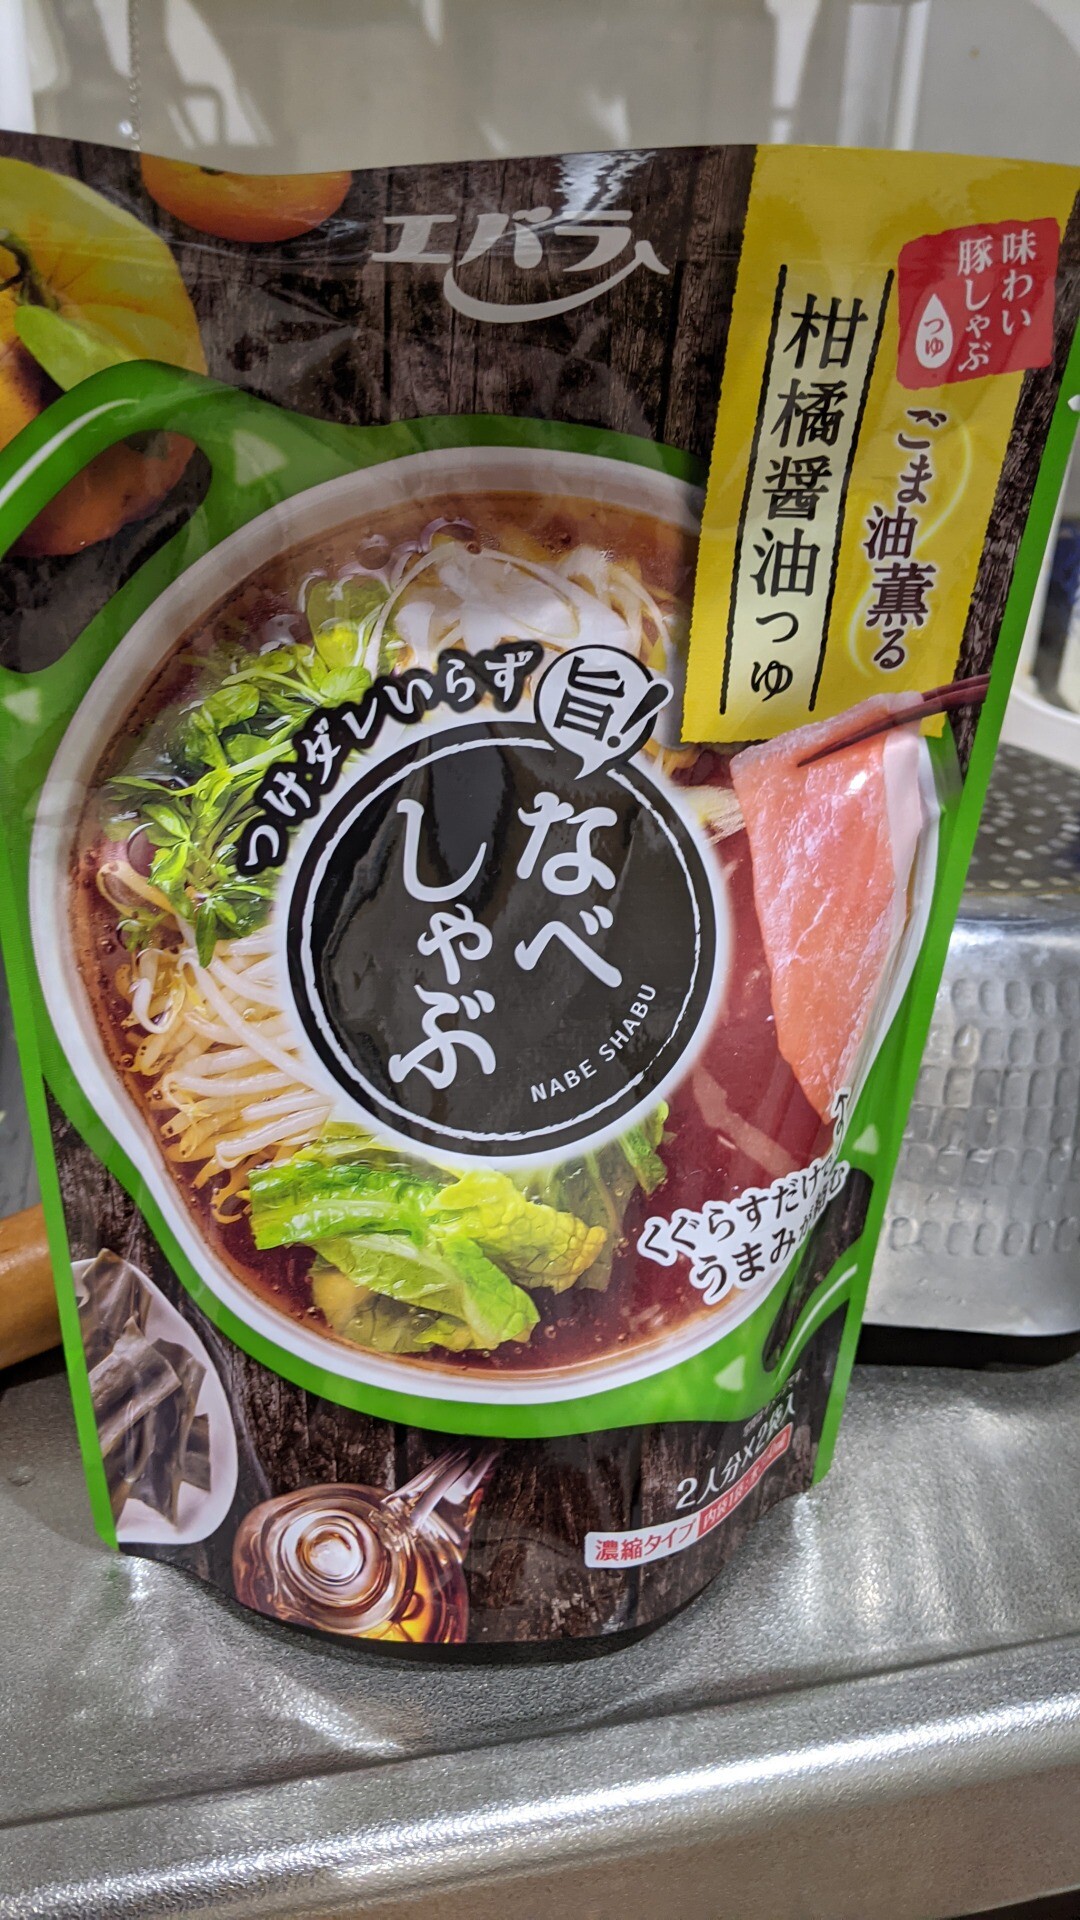 エバラ
味わい
豚しゃぶ
つゆ
ごま油薫る
柑橘醤油つゆ
つけダレいらず
旨!
なべ
しゃぶ
NABE SHABU
くぐらすだけ
うまみが絡む
2人分×2袋入
濃縮タイプ